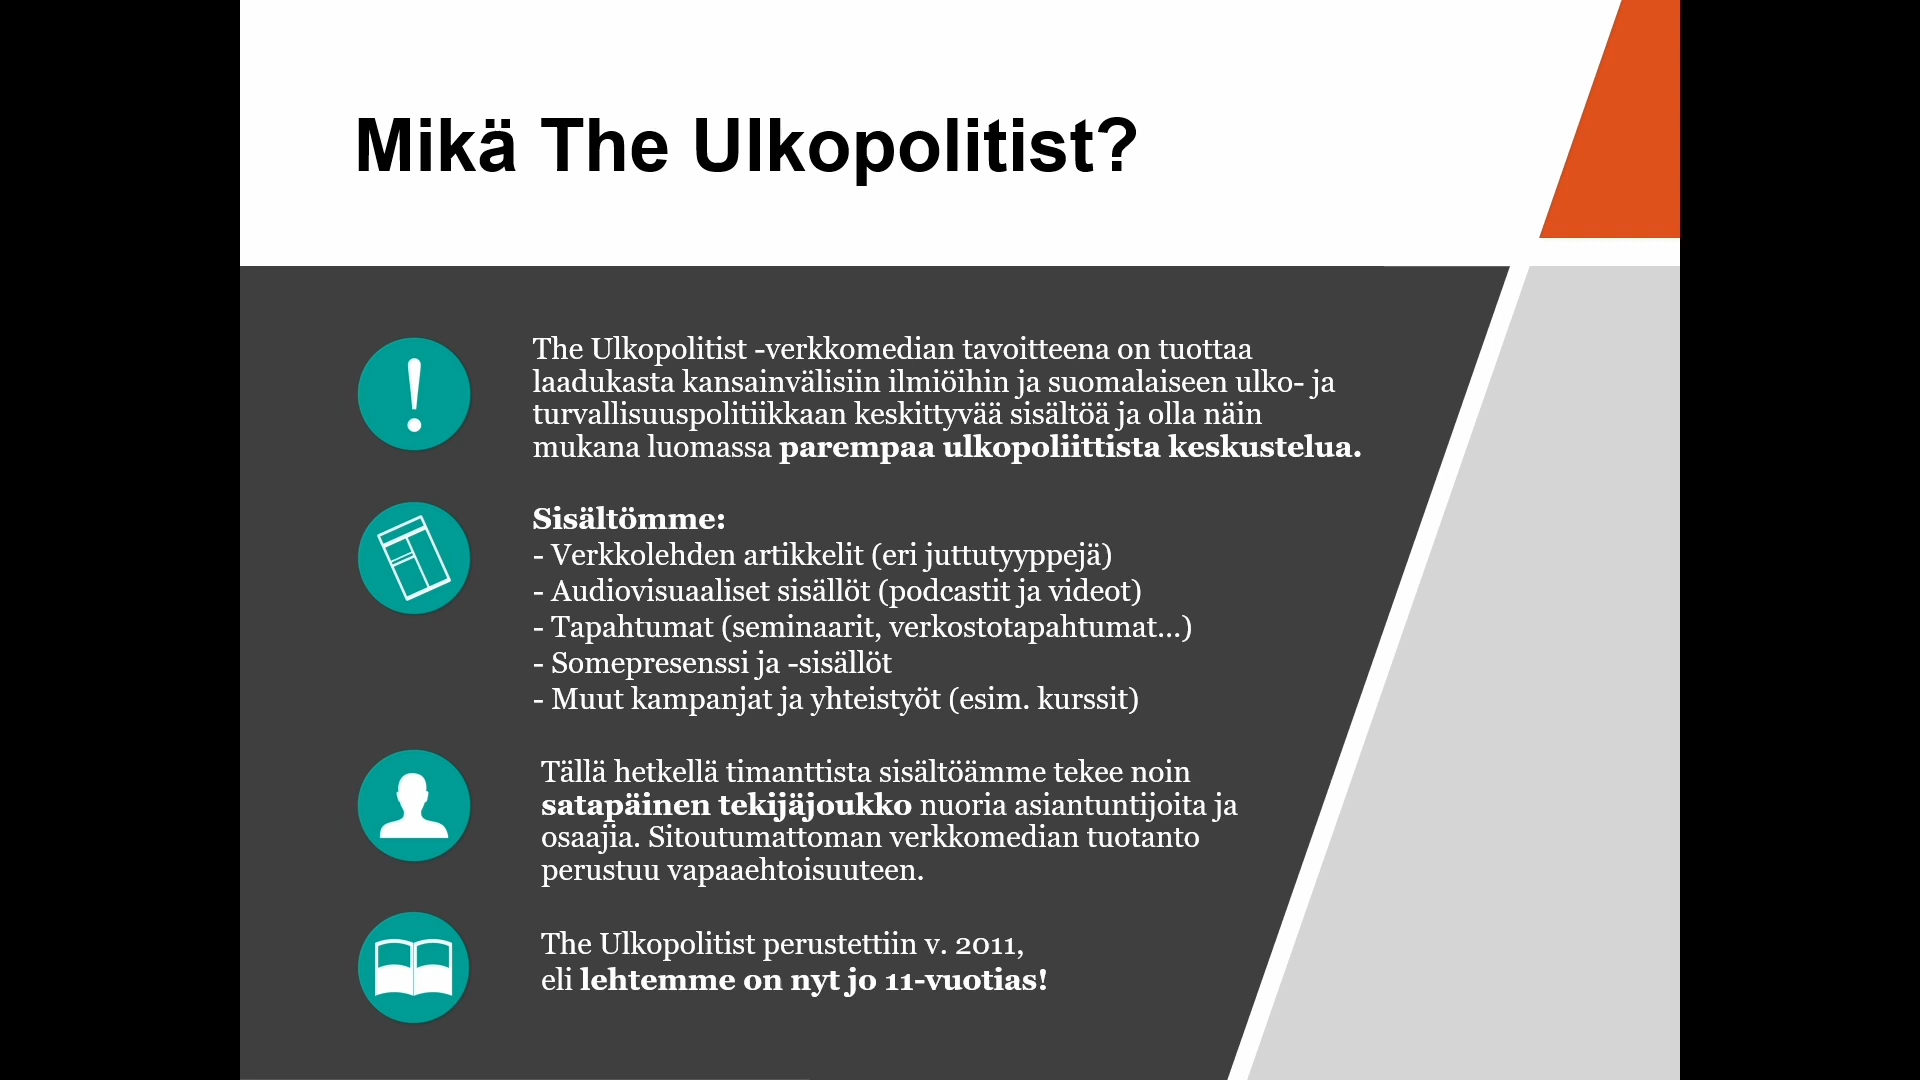 Mikä The Ulkopolitist?
The Ulkopolitist -verkkomedian tavoitteena on tuottaa
laadukasta kansainvälisiin ilmiöihin ja suomalaiseen ulko- ja
turvallisuuspolitiikkaan keskittyvää sisältöä ja olla näin
mukana luomassa parempaa ulkopoliittista keskustelua.
Sisältömme:
- Verkkolehden artikkelit (eri juttutyyppejä)
- Audiovisuaaliset sisällöt (podcastit ja videot)
- Tapahtumat (seminaarit, verkostotapahtumat...)
- Somepresenssi ja -sisällöt
- Muut kampanjat ja yhteistyöt (esim. kurssit)
Tällä hetkellä timanttista sisältöämme tekee noin
satapäinen tekijäjoukko nuoria asiantuntijoita ja
osaajia. Sitoutumattoman verkkomedian tuotanto
perustuu vapaaehtoisuuteen.
The Ulkopolitist perustettiin v. 2011,
eli lehtemme on nyt jo 11-vuotias!